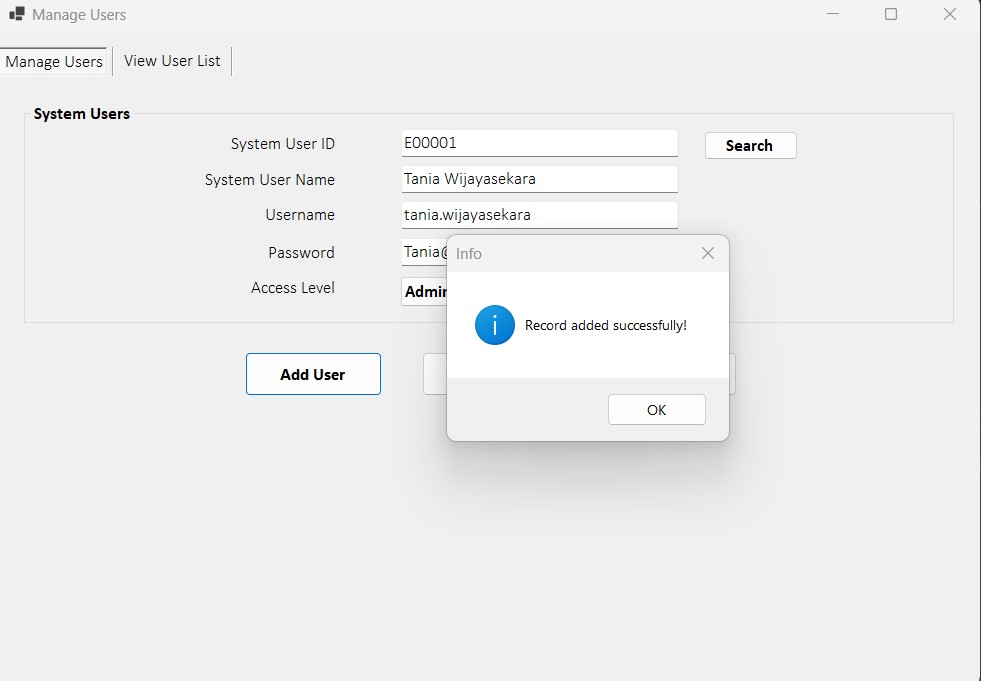 Manage Users
Manage Users View User List
System Users
System User ID E00001 Search
System User Name Tania Wijayasekara
Username tania.wijayasekara
Password Tania@
Access Level Admin
Info
Record added successfully!
Add User
OK